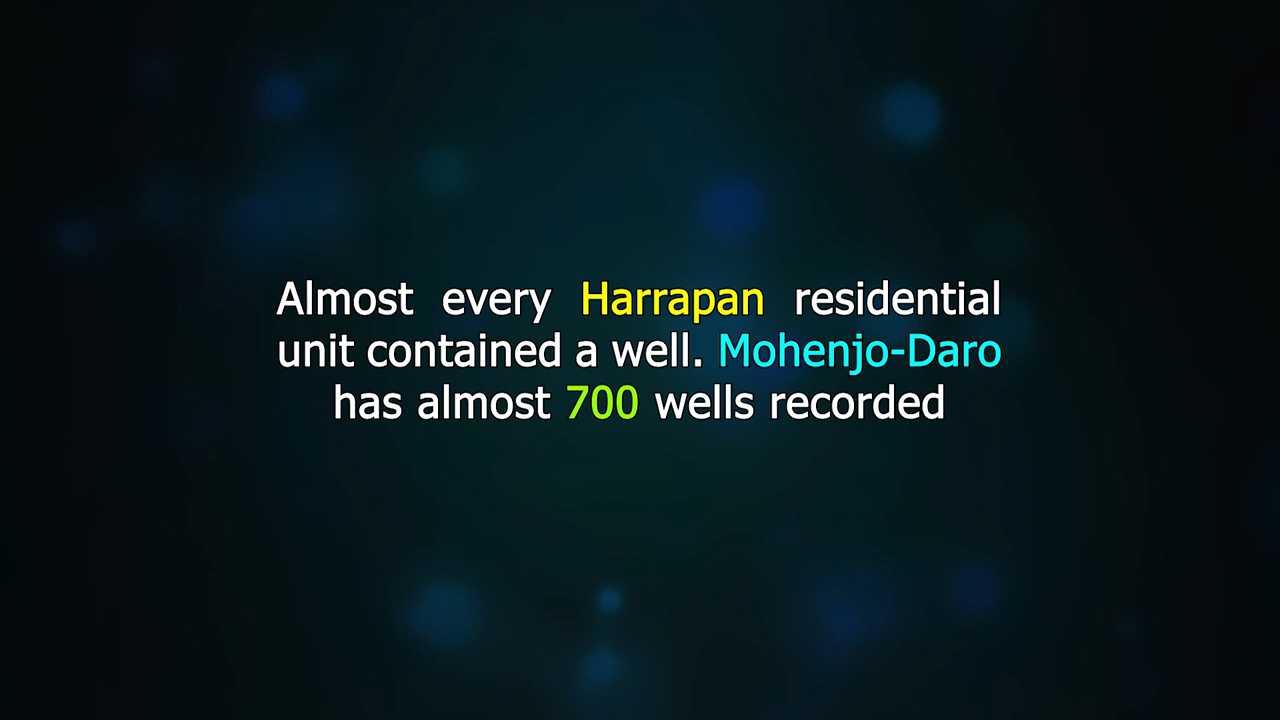 Almost every Harrapan residential
unit contained a well. Mohenjo-Daro
has almost 700 wells recorded